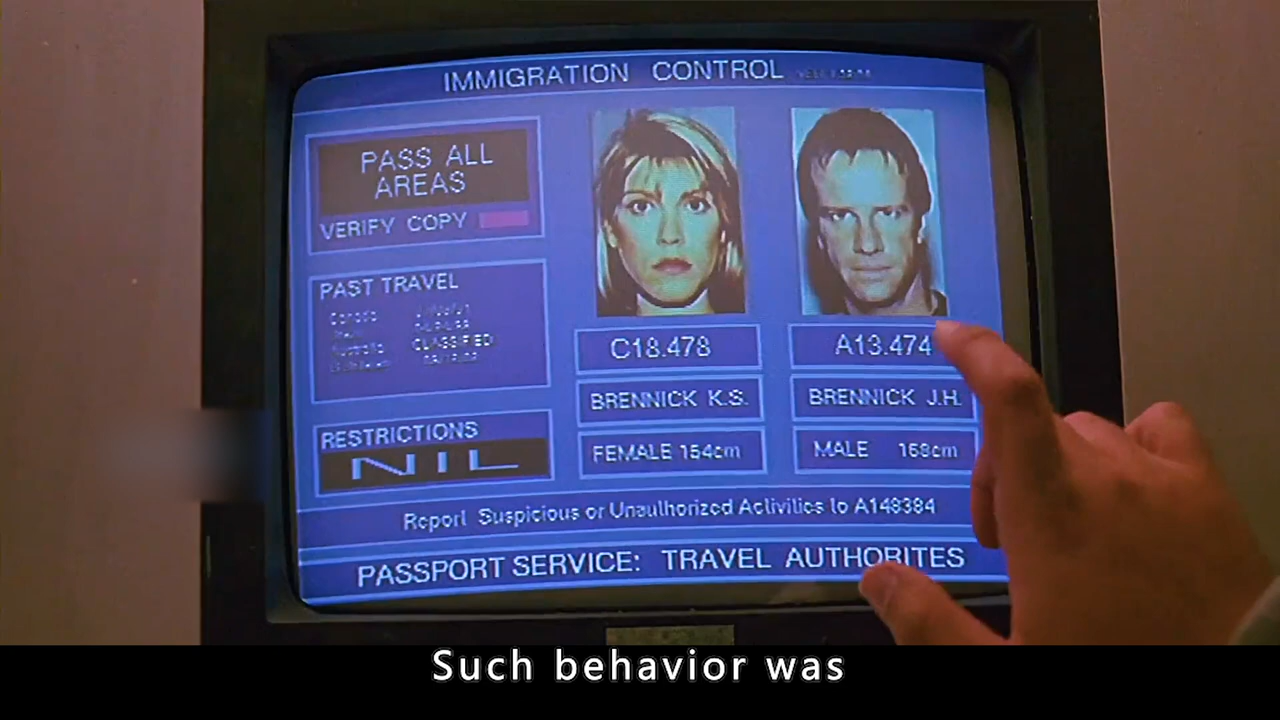 IMMIGRATION CONTROL
PASS ALL
AREAS
VERIFY COPY
PAST TRAVEL
CLASSIFIED
RESTRICTIONS
NIL
C18.478
BRENNICK K.S.
FEMALE 154cm
A13.474
BRENNICK J.H.
MALE 168cm
Report Suspicious or Unauthorized Activities to A148384
PASSPORT SERVICE: TRAVEL AUTHORITES
Such behavior was